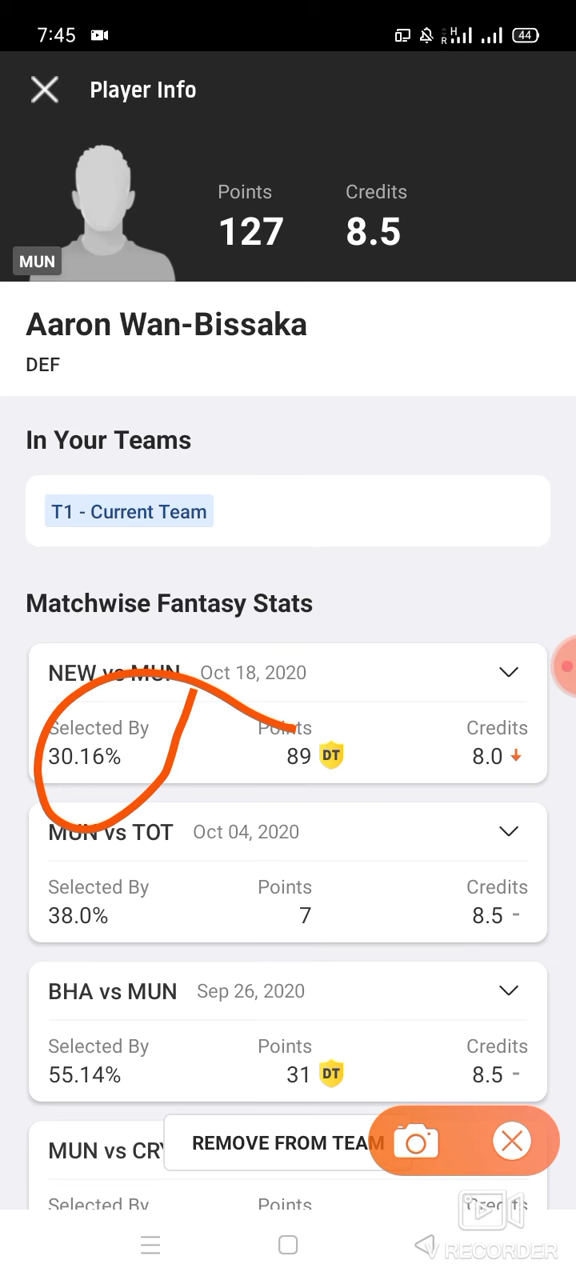 7:45
R H 44
Player Info
Points Credits
127 8.5
MUN
Aaron Wan-Bissaka
DEF
In Your Teams
T1 - Current Team
Matchwise Fantasy Stats
NEW vs MUN Oct 18, 2020
Selected By Points Credits
30.16% 89 DT 8.0
MUN vs TOT Oct 04, 2020
Selected By Points Credits
38.0% 7 8.5 -
BHA vs MUN Sep 26, 2020
Selected By Points Credits
55.14% 31 DT 8.5 -
MUN vs CRY
REMOVE FROM TEAM
Selected By Points Credits
V RECORDER